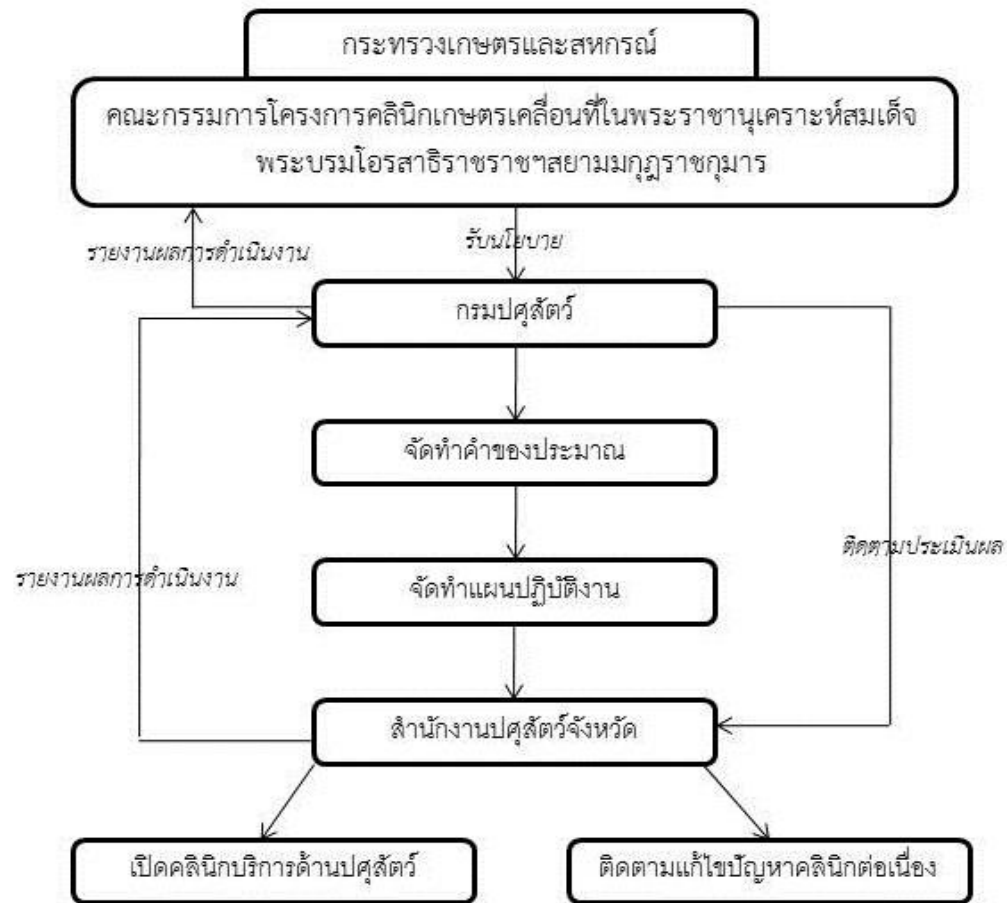 กระทรวงเกษตรและสหกรณ์
คณะกรรมการโครงการคลินิกเกษตรเคลื่อนที่ในพระราชานุเคราะห์สมเด็จ
พระบรมโอรสาธิราชราชฯสยามมกุฎราชกุมาร
รายงานผลการดำเนินงาน
รับนโยบาย
กรมปศุสัตว์
จัดทำคำของประมาณ
ติดตามประเมินผล
รายงานผลการดำเนินงาน
จัดทำแผนปฏิบัติงาน
สำนักงานปศุสัตว์จังหวัด
เปิดคลินิกบริการด้านปศุสัตว์
ติดตามแก้ไขปัญหาคลินิกต่อเนื่อง